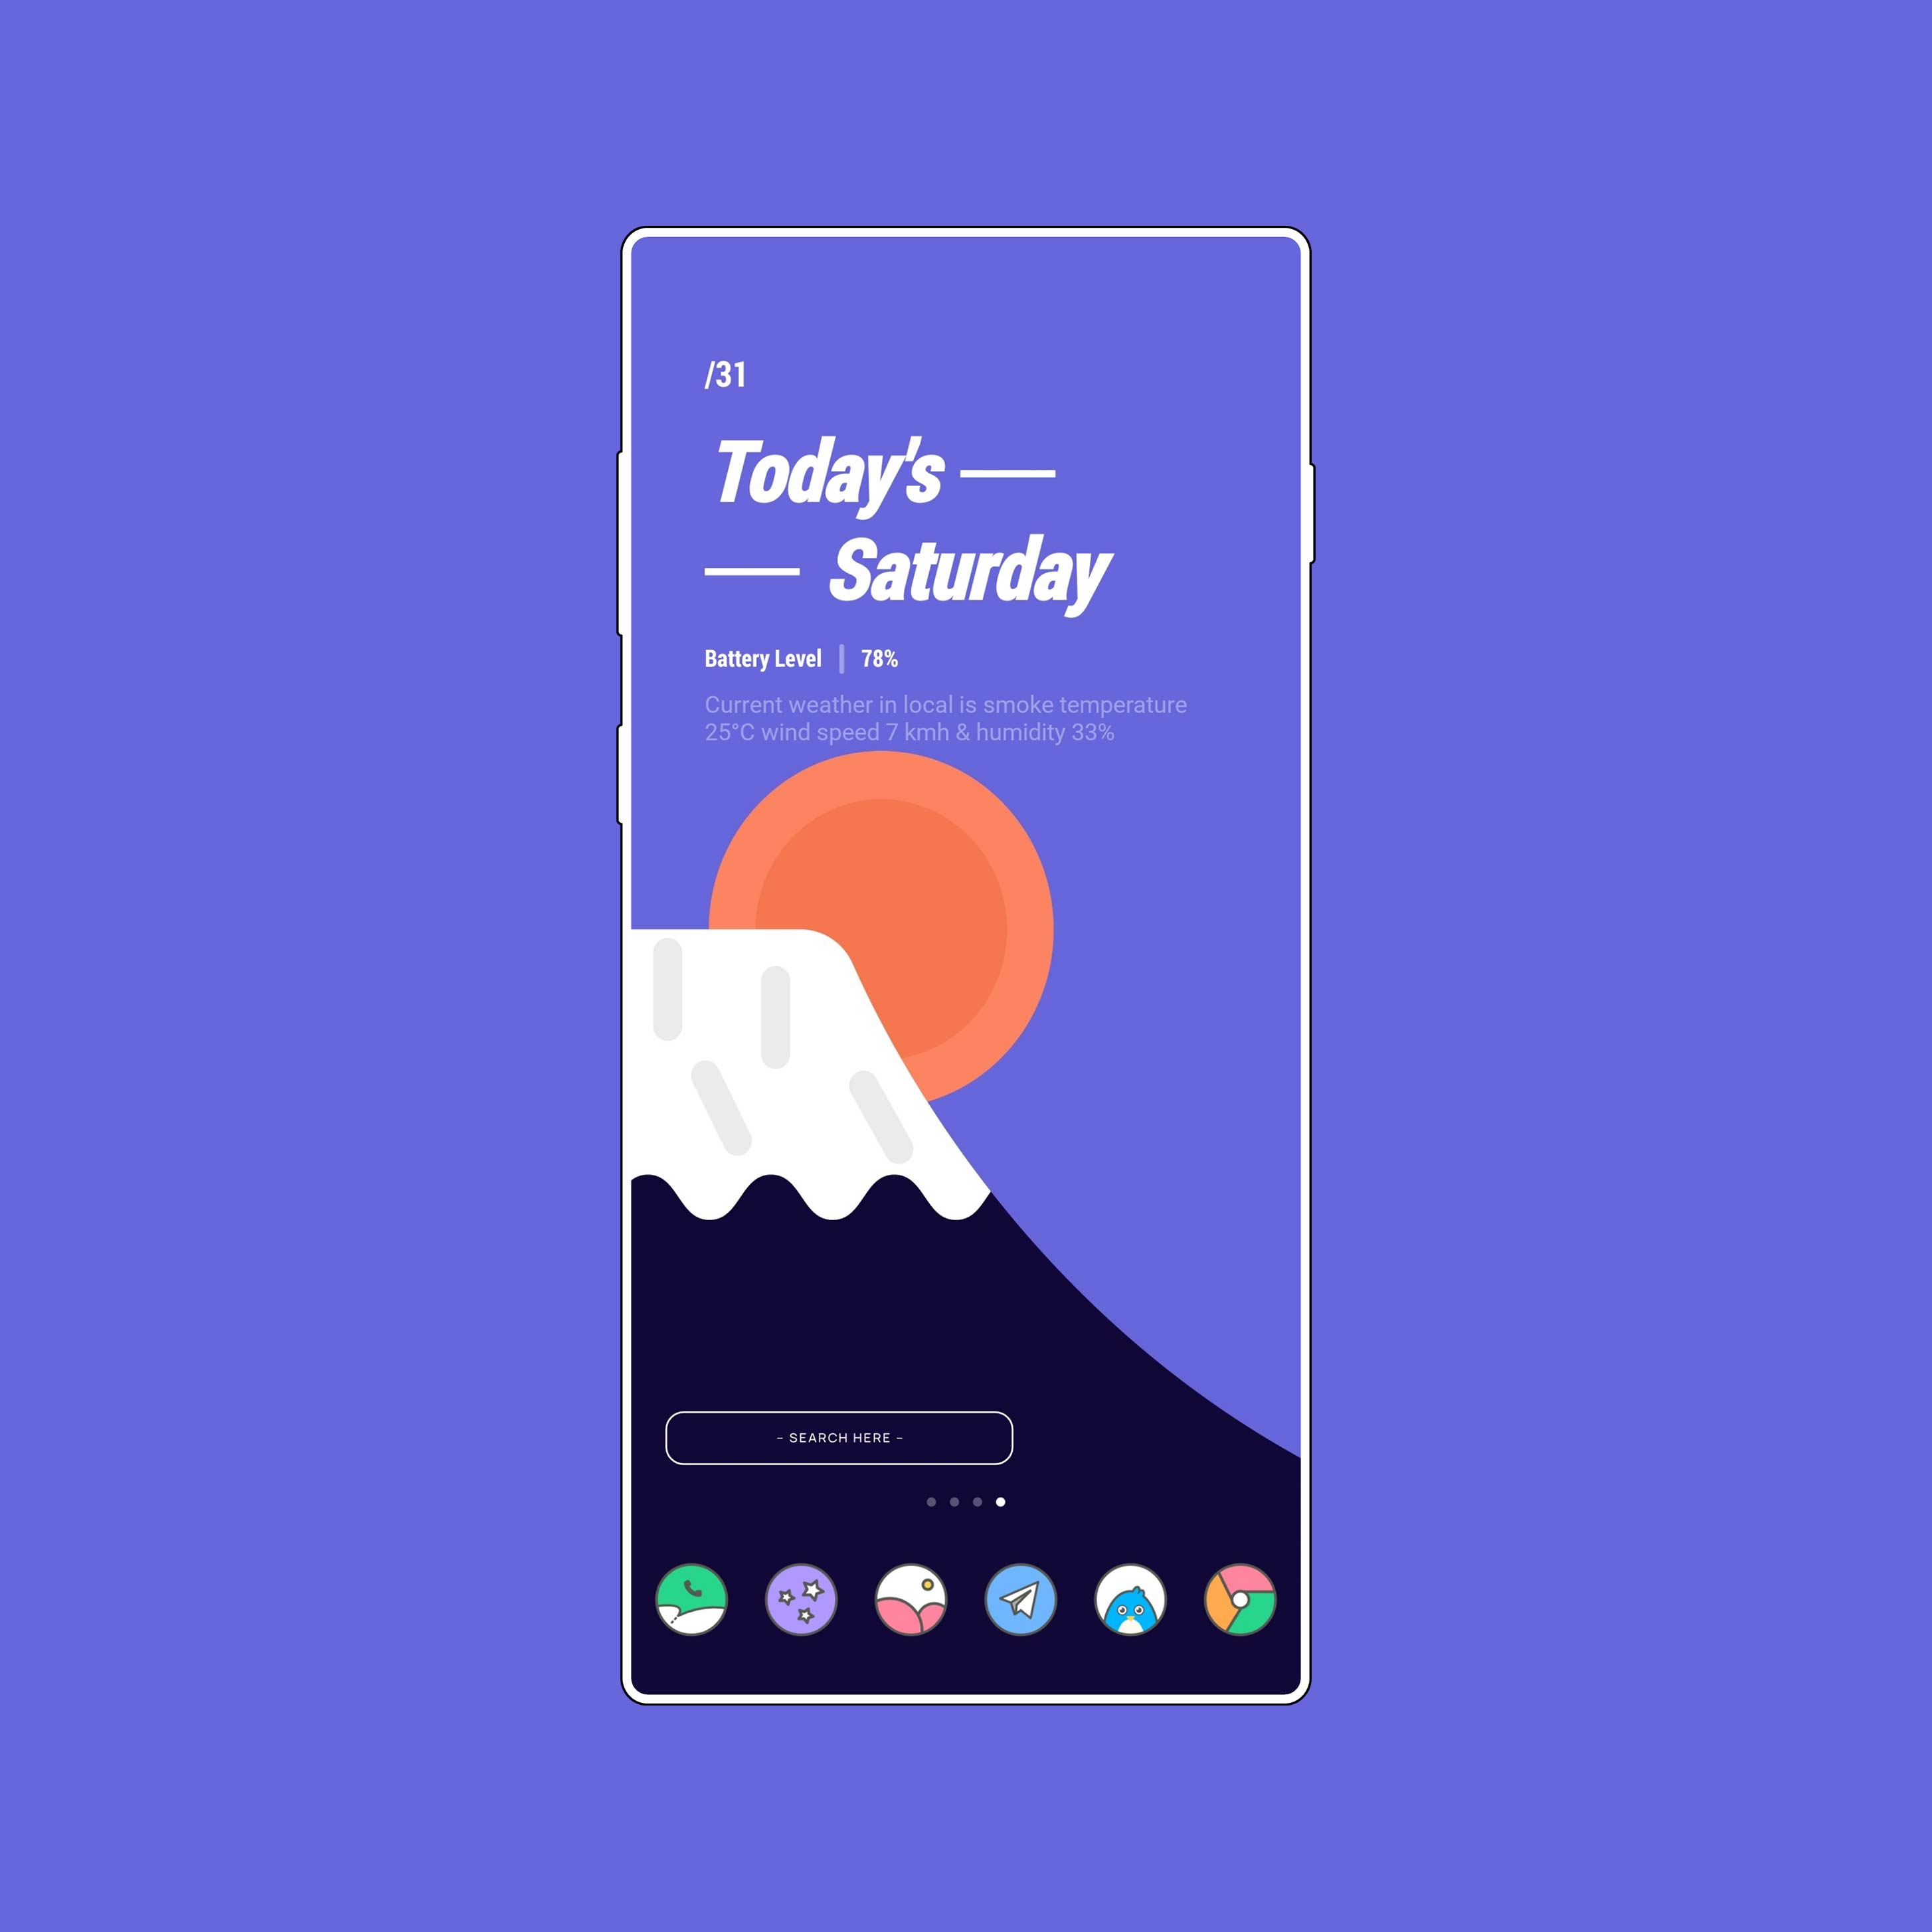 /31
Today's
Saturday
Battery Level | 78%
Current weather in local is smoke temperature
25°C wind speed 7 kmh & humidity 33%
– SEARCH HERE –